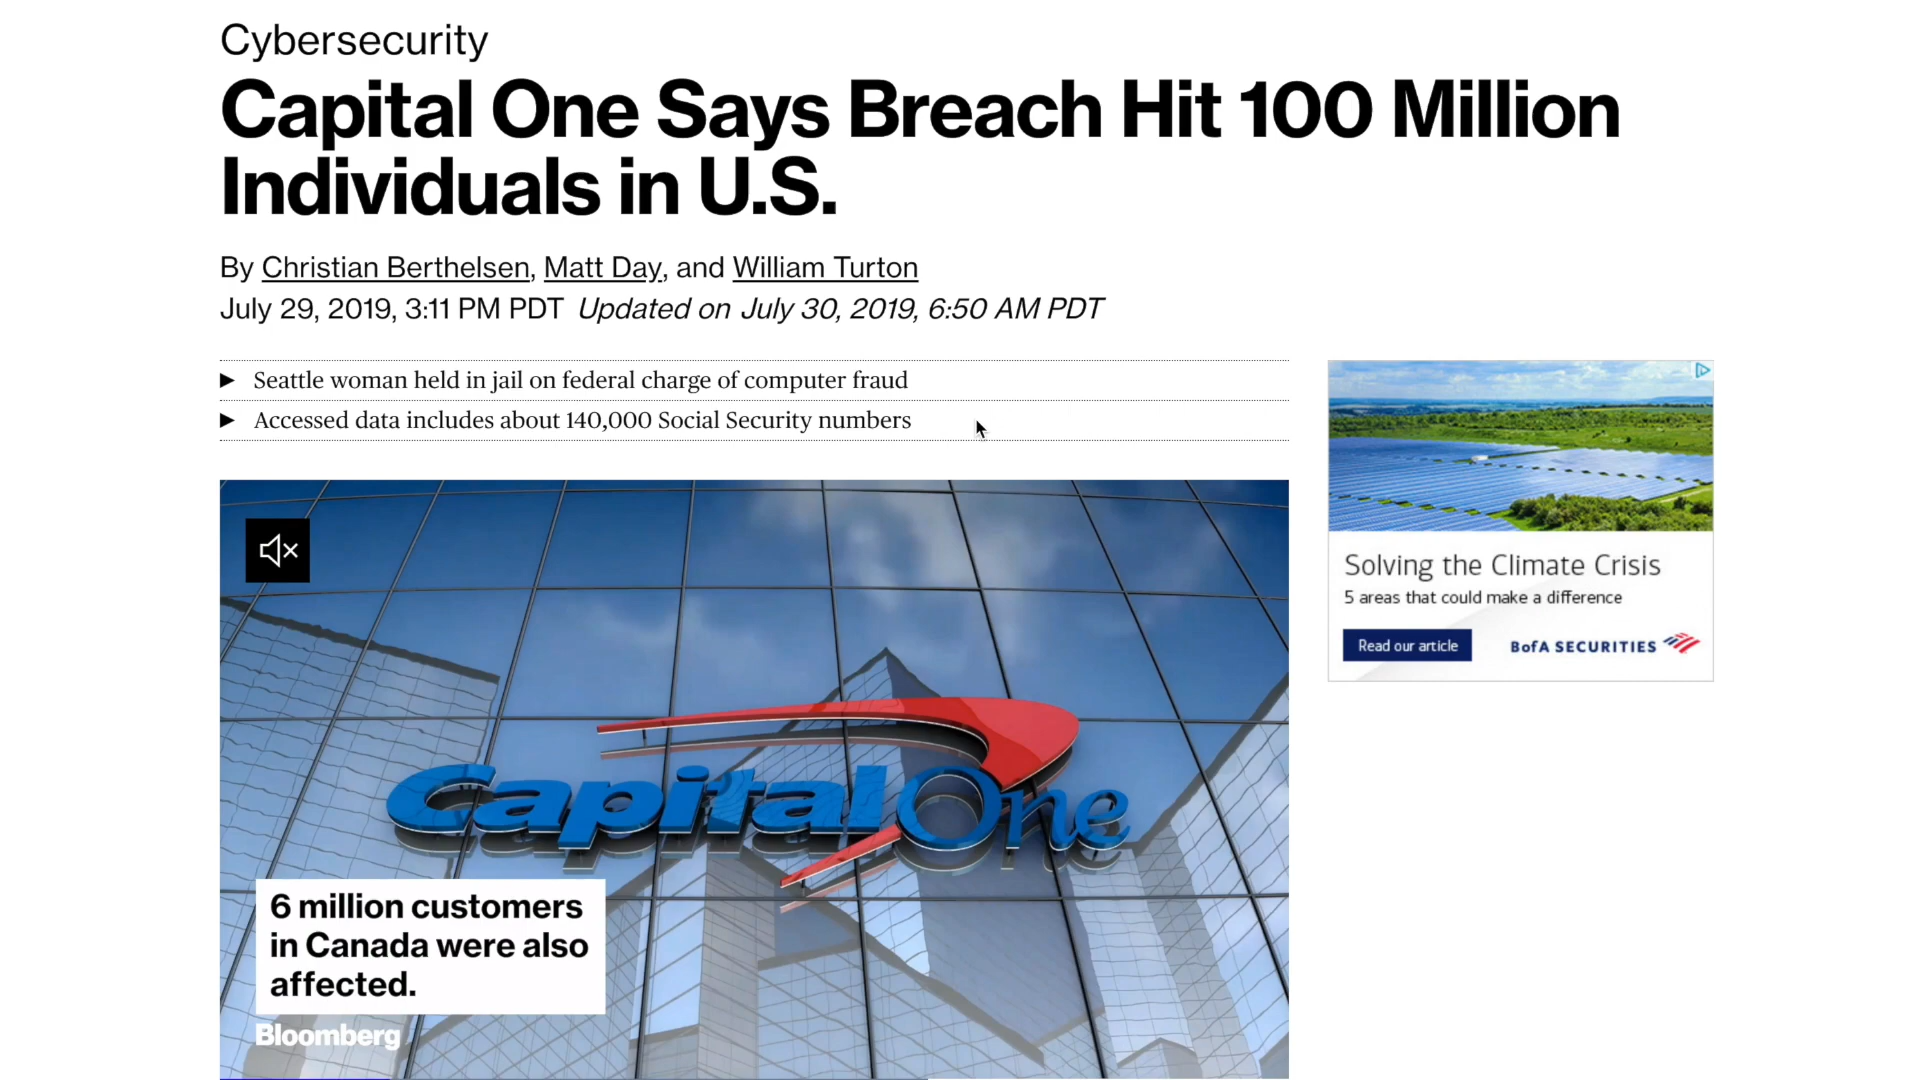 Cybersecurity
Capital One Says Breach Hit 100 Million
Individuals in U.S.
By Christian Berthelsen, Matt Day, and William Turton
July 29, 2019, 3:11 PM PDT Updated on July 30, 2019, 6:50 AM PDT
Seattle woman held in jail on federal charge of computer fraud
Accessed data includes about 140,000 Social Security numbers
Capital One
6 million customers
in Canada were also
affected.
Bloomberg
Solving the Climate Crisis
5 areas that could make a difference
Read our article
BofA SECURITIES